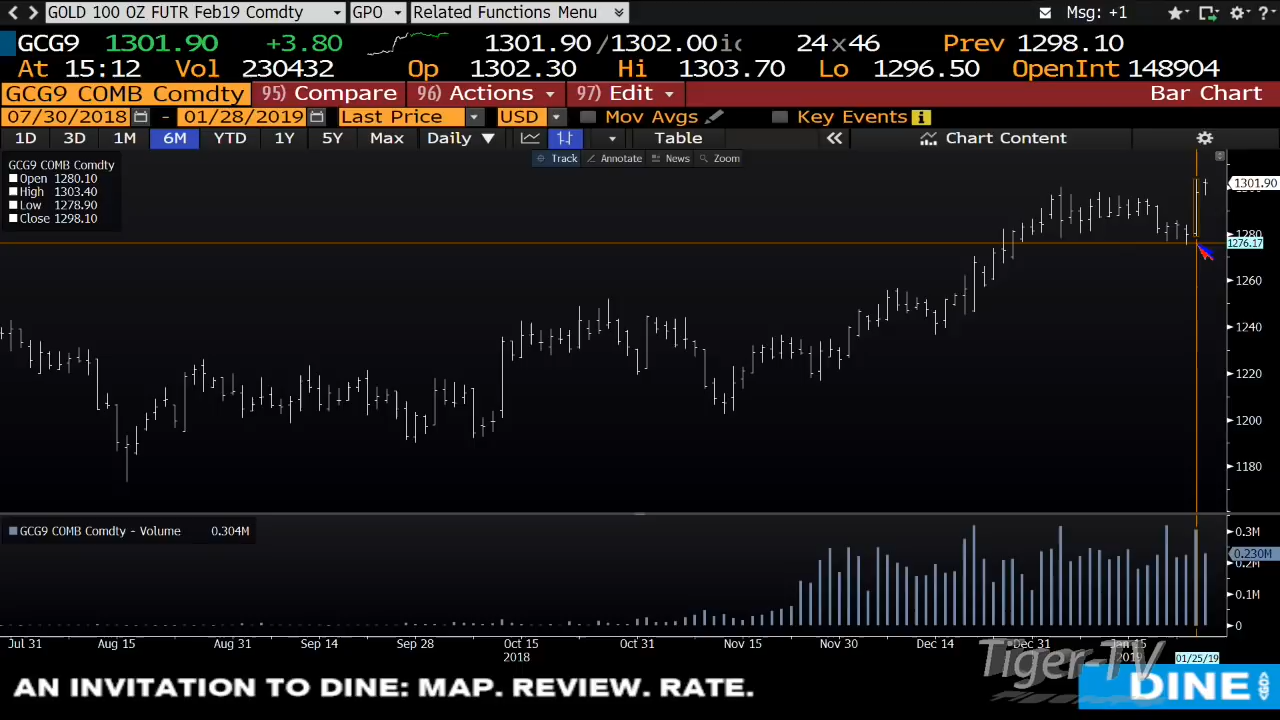 GOLD 100 OZ FUTR Feb19 Comdty GPO Related Functions Menu Msg: +1 ?
GCG9 1301.90 +3.80 1301.90/1302.00ic 24x46 Prev 1298.10
At 15:12 Vol 230432 Op 1302.30 Hi 1303.70 Lo 1296.50 OpenInt 148904
GCG9 COMB Comdty 95) Compare 96) Actions 97) Edit Bar Chart
07/30/2018 - 01/28/2019 Last Price USD Mov Avgs Key Events i
1D 3D 1M 6M YTD 1Y 5Y Max Daily Table Chart Content
Track Annotate News Zoom
GCG9 COMB Comdty
Open 1280.10
High 1303.40
Low 1278.90
Close 1298.10
1301.90
1280
1276.17
1260
1240
1220
1200
1180
GCG9 COMB Comdty - Volume 0.304M
0.3M
0.230M
0.2M
0.1M
0
Jul 31 Aug 15 Aug 31 Sep 14 Sep 28 Oct 15 Oct 31 Nov 15 Nov 30 Dec 14 Dec 31 Jan 15
2018 2019 01/25/19
Tiger-TV
AN INVITATION TO DINE: MAP. REVIEW. RATE.
DINE